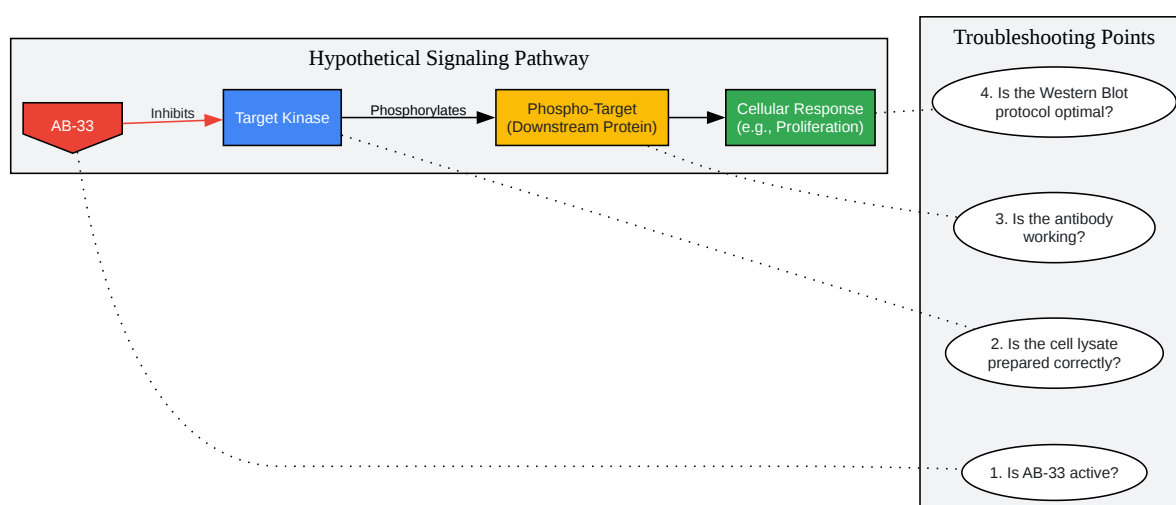 Hypothetical Signaling Pathway
AB-33
Inhibits
Target Kinase
Phosphorylates
Phospho-Target
(Downstream Protein)
Cellular Response
(e.g., Proliferation)
Troubleshooting Points
4. Is the Western Blot
protocol optimal?
3. Is the antibody
working?
2. Is the cell lysate
prepared correctly?
1. Is AB-33 active?